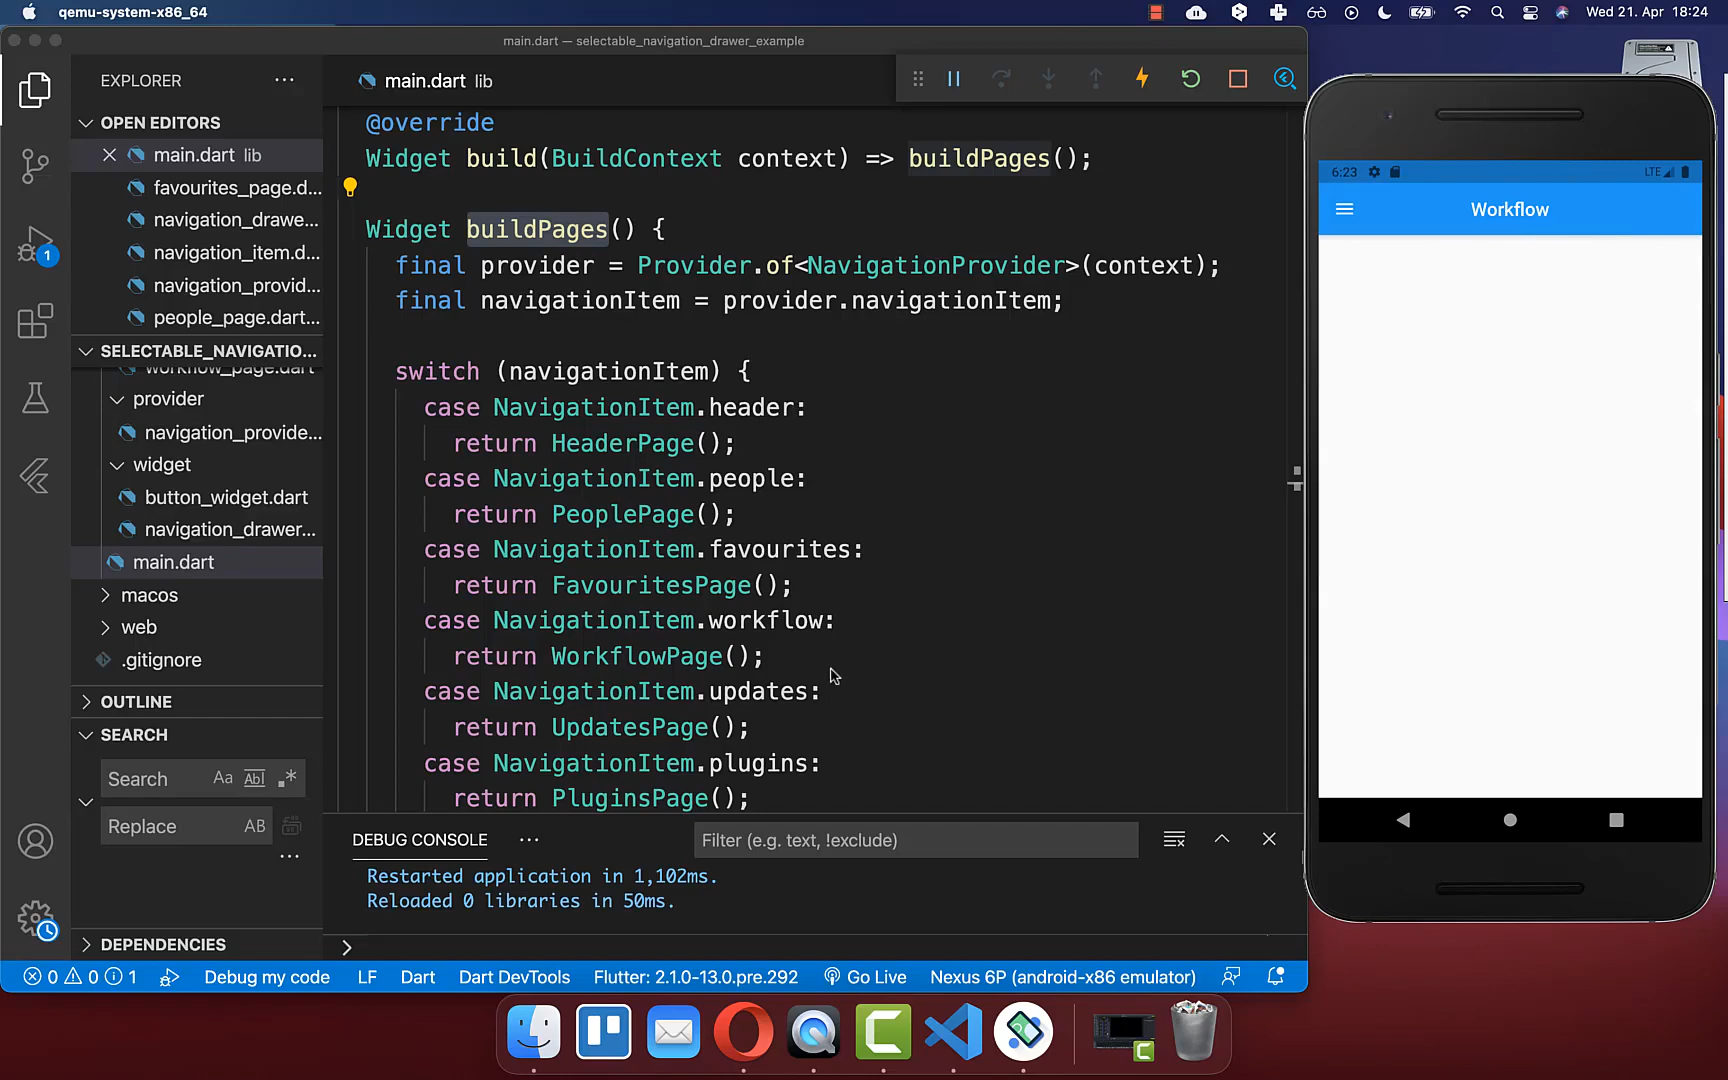 qemu-system-x86_64
Wed 21. Apr 18:24
main.dart — selectable_navigation_drawer_example
EXPLORER
OPEN EDITORS
main.dart lib
favourites_page.d...
navigation_drawe...
navigation_item.d...
navigation_provid...
people_page.dart...
SELECTABLE_NAVIGATIO...
workflow_page.dart
provider
navigation_provide...
widget
button_widget.dart
navigation_drawer...
main.dart
macos
web
.gitignore
OUTLINE
SEARCH
Search Aa Abl .*
Replace AB
DEPENDENCIES
1
main.dart lib
@override
Widget build(BuildContext context) => buildPages();
Widget buildPages() {
final provider = Provider.of<NavigationProvider>(context);
final navigationItem = provider.navigationItem;
switch (navigationItem) {
case NavigationItem.header:
return HeaderPage();
case NavigationItem.people:
return PeoplePage();
case NavigationItem.favourites:
return FavouritesPage();
case NavigationItem.workflow:
return WorkflowPage();
case NavigationItem.updates:
return UpdatesPage();
case NavigationItem.plugins:
return PluginsPage();
DEBUG CONSOLE
Filter (e.g. text, !exclude)
Restarted application in 1,102ms.
Reloaded 0 libraries in 50ms.
0 0 1 Debug my code LF Dart Dart DevTools Flutter: 2.1.0-13.0.pre.292 Go Live Nexus 6P (android-x86 emulator)
6:23 LTE
Workflow